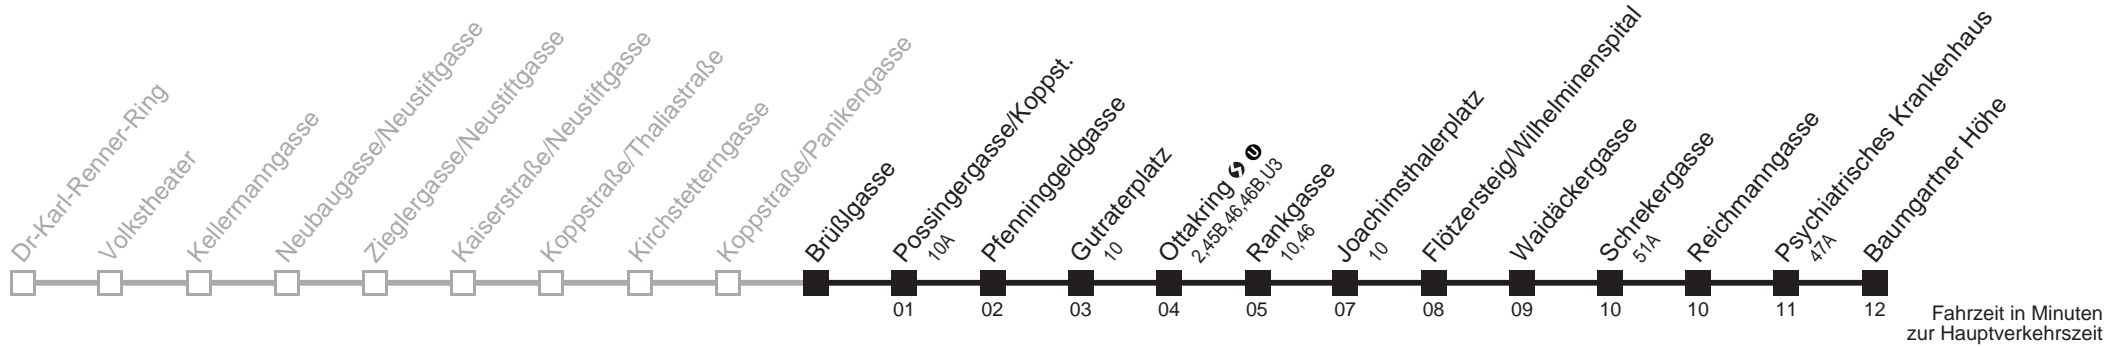 Dr-Karl-Renner-Ring
Volkstheater
Kellermanngasse
Neubaugasse/Neustiftgasse
Zieglergasse/Neustiftgasse
Kaiserstraße/Neustiftgasse
Koppstraße/Thaliastraße
Kirchstetterngasse
Koppstraße/Panikengasse
Brüßlgasse
Possingergasse/Koppst.
10A
01
Pfenninggeldgasse
02
Gutraterplatz
10
03
Ottakring S U
2,45B,46,46B,U3
04
Rankgasse
10,46
05
Joachimsthalerplatz
10
07
Flötzersteig/Wilhelminenspital
08
Waidäckergasse
09
Schrekergasse
51A
10
Reichmanngasse
10
Psychiatrisches Krankenhaus
47A
11
Baumgartner Höhe
12
Fahrzeit in Minuten
zur Hauptverkehrszeit